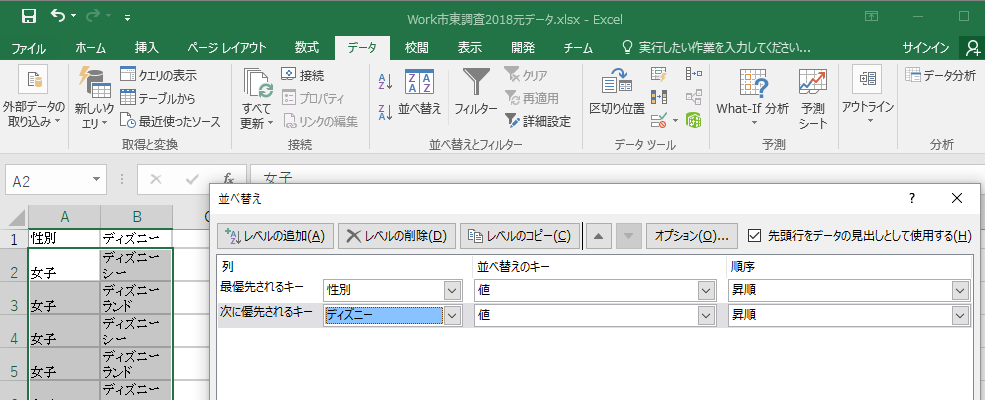 Work市東調査2018元データ.xlsx - Excel
ファイル ホーム 挿入 ページ レイアウト 数式 データ 校閲 表示 開発 チーム 実行したい作業を入力してください... サインイン
外部データの取り込み
新しいクエリ
クエリの表示
テーブルから
最近使ったソース
取得と変換
すべて更新
接続
プロパティ
リンクの編集
接続
並べ替え
フィルター
クリア
再適用
詳細設定
並べ替えとフィルター
区切り位置
データ ツール
What-If 分析
予測シート
予測
アウトライン
データ分析
分析
A2 女子
A B
1 性別 ディズニー
2 女子 ディズニーシー
3 女子 ディズニーランド
4 女子 ディズニーシー
5 女子 ディズニーランド
ディズニー
並べ替え ?
レベルの追加(A) レベルの削除(D) レベルのコピー(C) オプション(O)... 先頭行をデータの見出しとして使用する(H)
列 並べ替えのキー 順序
最優先されるキー 性別 値 昇順
次に優先されるキー ディズニー 値 昇順